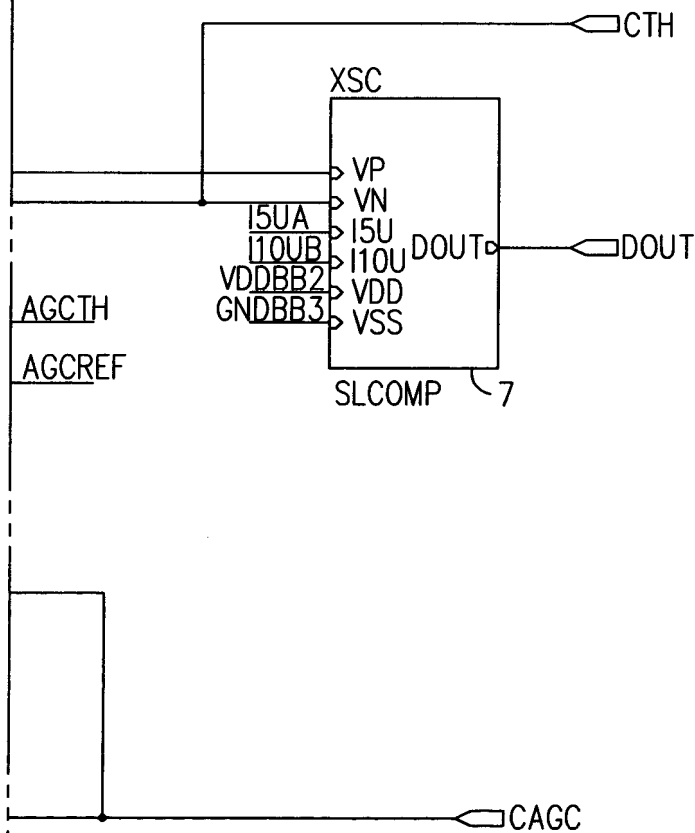 CTH
XSC
VP
VN
I5UA
I5U
I10UB
I10U
DOUT
DOUT
VDDBB2
VDD
GNDBB3
VSS
AGCTH
AGCREF
SLCOMP
7
CAGC